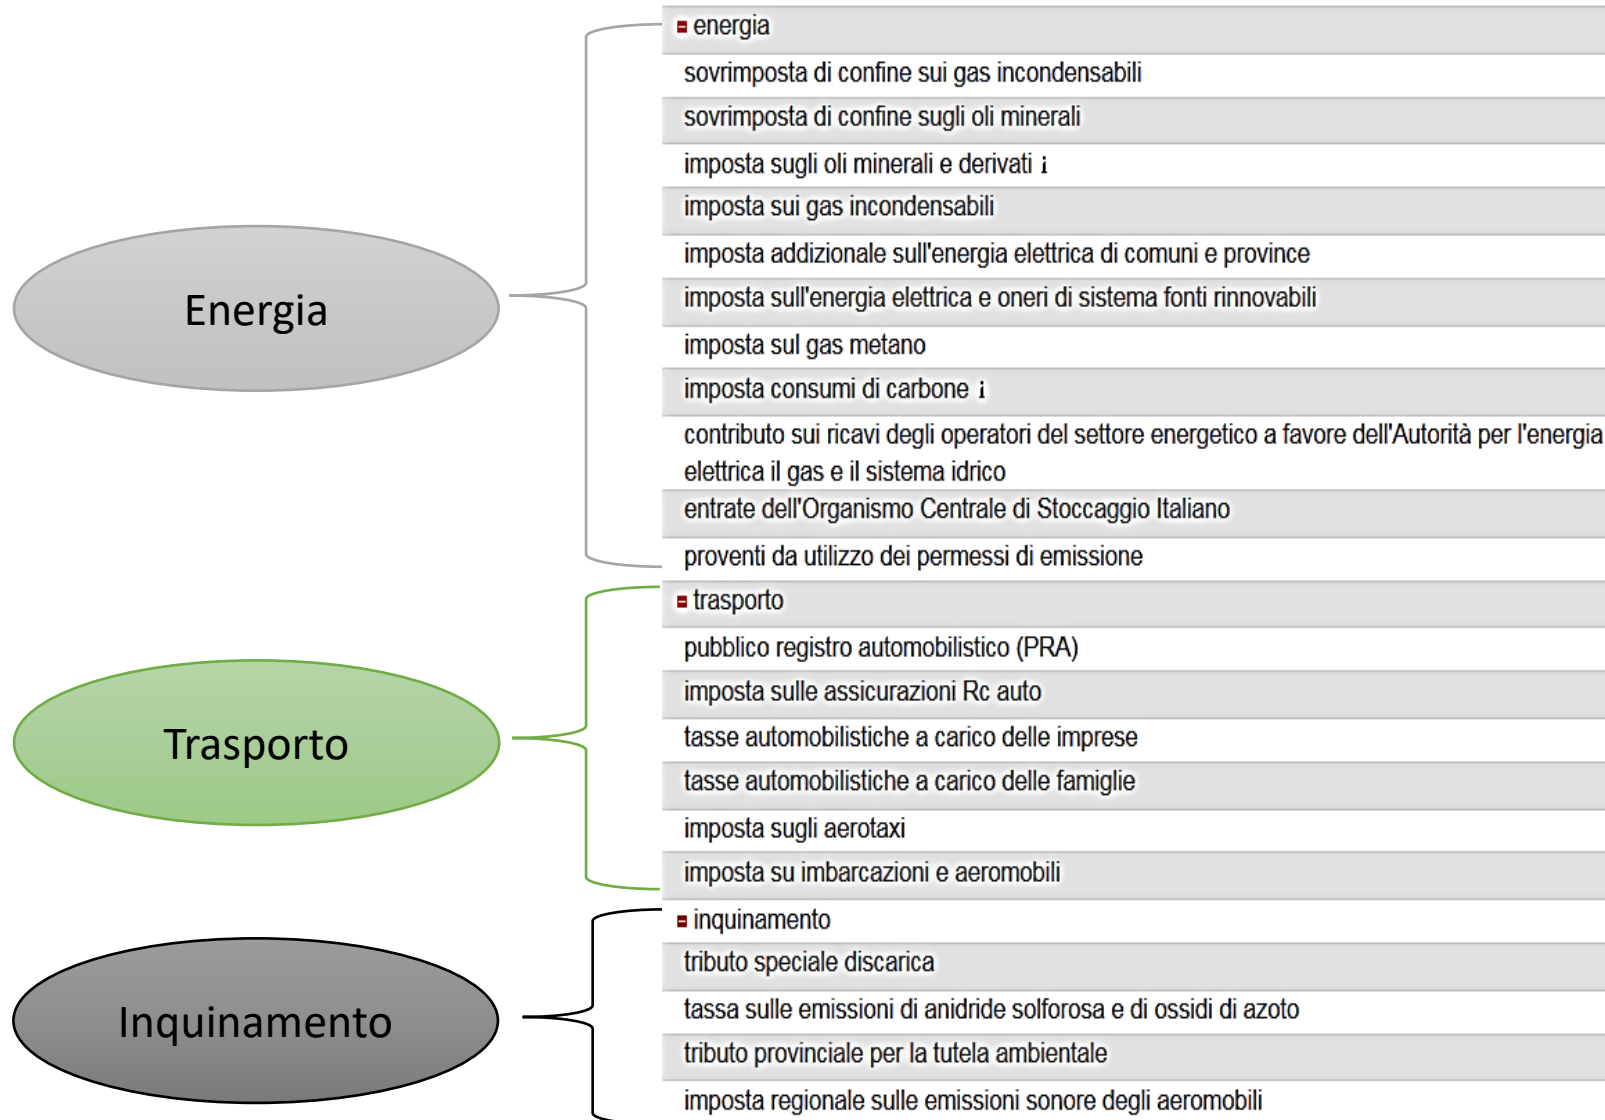 Energia
energia
sovrimposta di confine sui gas incondensabili
sovrimposta di confine sugli oli minerali
imposta sugli oli minerali e derivati i
imposta sui gas incondensabili
imposta addizionale sull'energia elettrica di comuni e province
imposta sull'energia elettrica e oneri di sistema fonti rinnovabili
imposta sul gas metano
imposta consumi di carbone i
contributo sui ricavi degli operatori del settore energetico a favore dell'Autorità per l'energia
elettrica il gas e il sistema idrico
entrate dell'Organismo Centrale di Stoccaggio Italiano
proventi da utilizzo dei permessi di emissione
Trasporto
trasporto
pubblico registro automobilistico (PRA)
imposta sulle assicurazioni Rc auto
tasse automobilistiche a carico delle imprese
tasse automobilistiche a carico delle famiglie
imposta sugli aerotaxi
imposta su imbarcazioni e aeromobili
Inquinamento
inquinamento
tributo speciale discarica
tassa sulle emissioni di anidride solforosa e di ossidi di azoto
tributo provinciale per la tutela ambientale
imposta regionale sulle emissioni sonore degli aeromobili